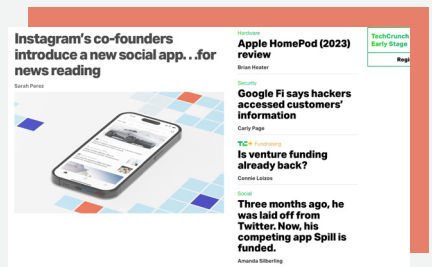 Instagram's co-founders
introduce a new social app. . .for
news reading
Sarah Perez
Hardware
Apple HomePod (2023)
review
Brian Heater
Security
Google Fi says hackers
accessed customers'
information
Carly Page
TC+ Fundraising
Is venture funding
already back?
Connie Loizos
Social
Three months ago, he
was laid off from
Twitter. Now, his
competing app Spill is
funded.
Amanda Silberling
TechCrunch
Early Stage
Regi